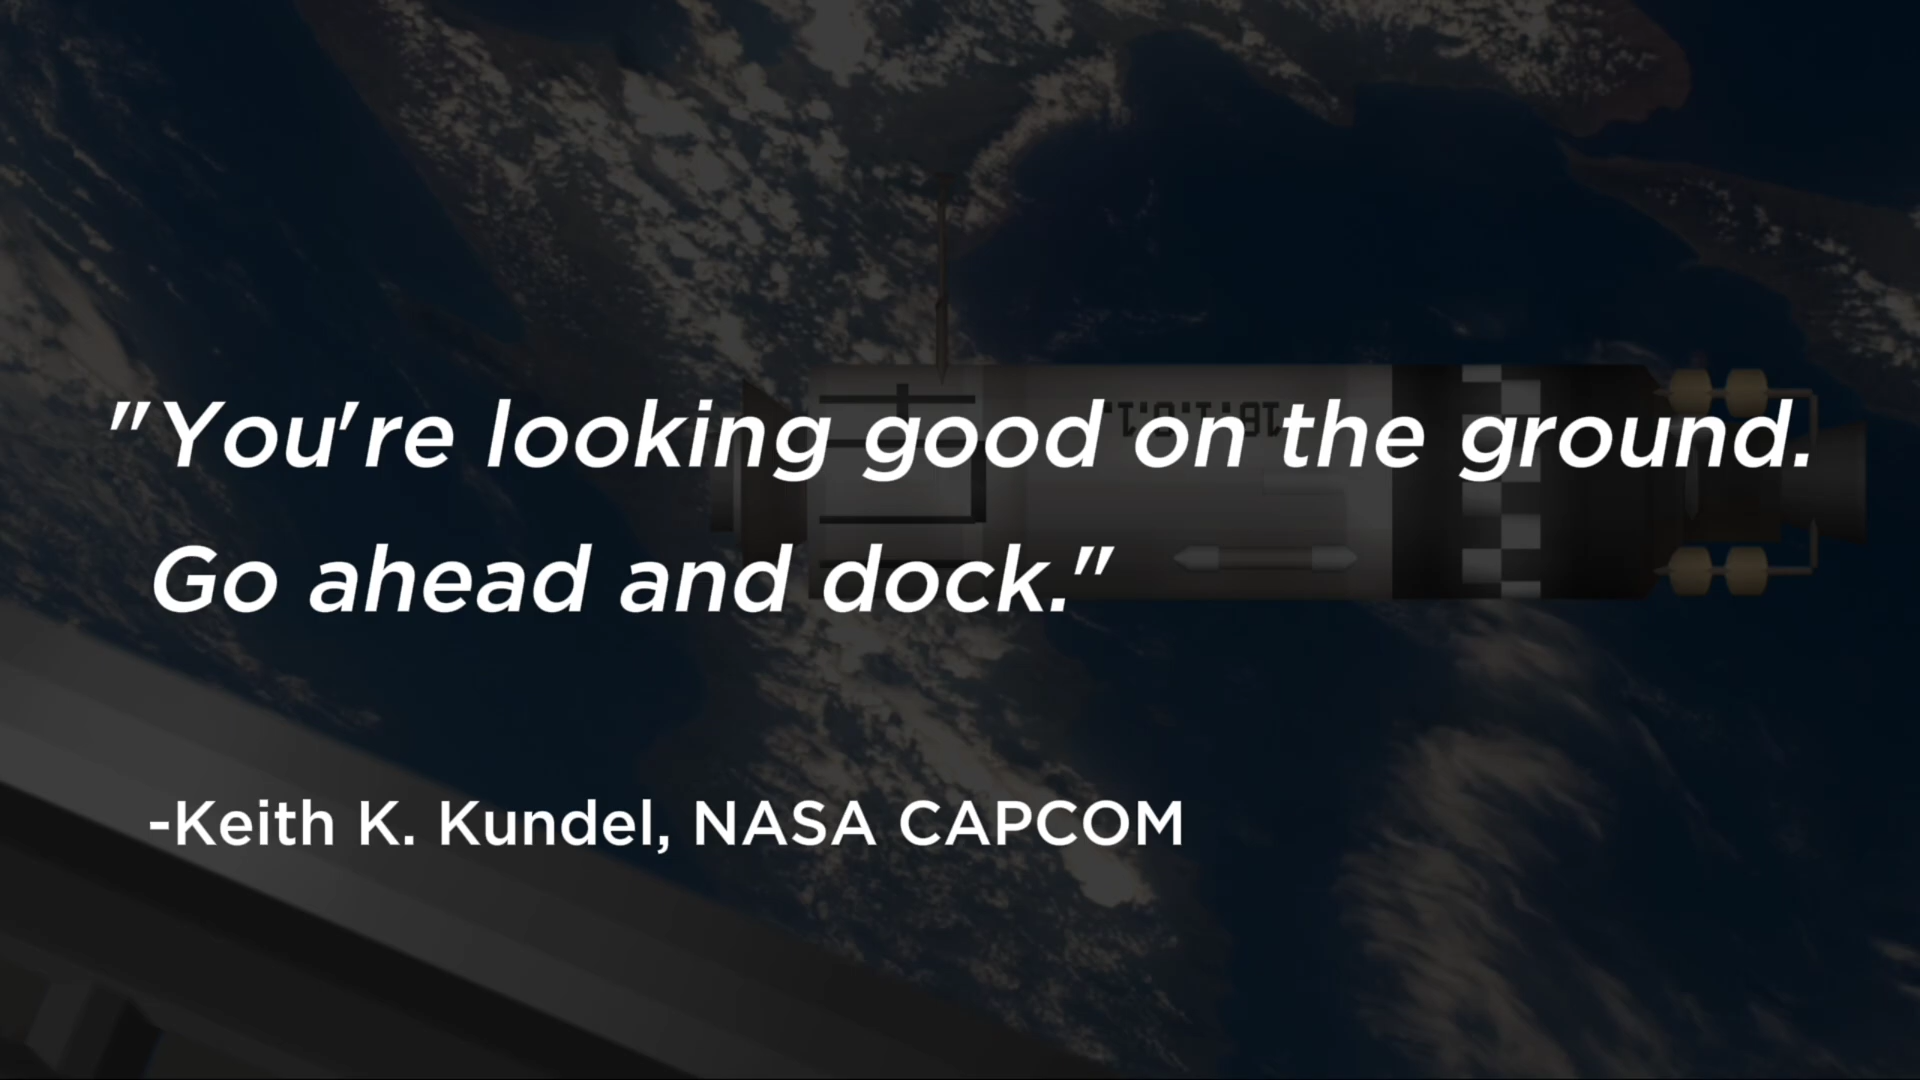 "You're looking good on the ground.
Go ahead and dock."
-Keith K. Kundel, NASA CAPCOM